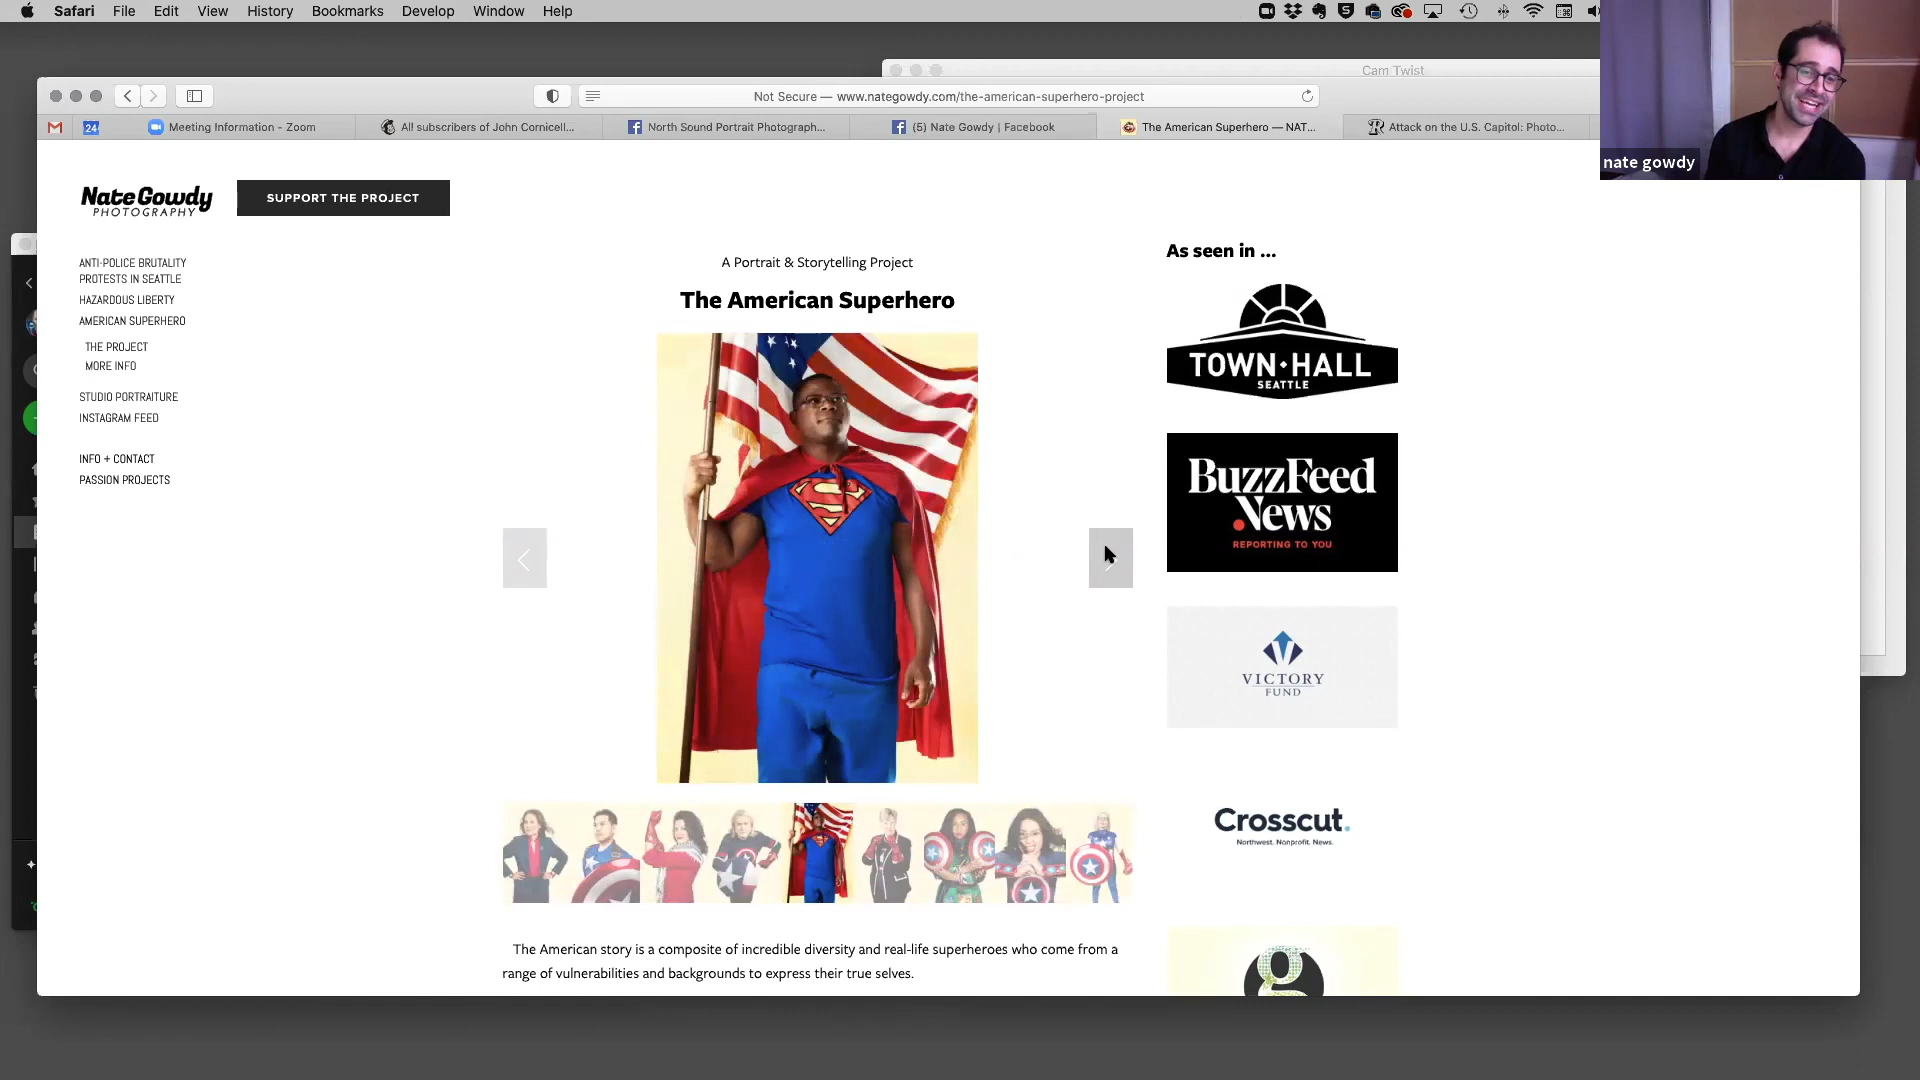 Safari File Edit View History Bookmarks Develop Window Help
Cam Twist
Not Secure — www.nategowdy.com/the-american-superhero-project
24
Meeting Information - Zoom
All subscribers of John Cornicell...
North Sound Portrait Photograph...
(5) Nate Gowdy | Facebook
The American Superhero — NAT...
Attack on the U.S. Capitol: Photo...
nate gowdy
Nate Gowdy
PHOTOGRAPHY
SUPPORT THE PROJECT
ANTI-POLICE BRUTALITY
PROTESTS IN SEATTLE
HAZARDOUS LIBERTY
AMERICAN SUPERHERO
THE PROJECT
MORE INFO
STUDIO PORTRAITURE
INSTAGRAM FEED
INFO + CONTACT
PASSION PROJECTS
A Portrait & Storytelling Project
The American Superhero
S
The American story is a composite of incredible diversity and real-life superheroes who come from a
range of vulnerabilities and backgrounds to express their true selves.
As seen in ...
TOWN·HALL
SEATTLE
BuzzFeed
.News
REPORTING TO YOU
VICTORY
FUND
Crosscut.
Northwest. Nonprofit. News.
g